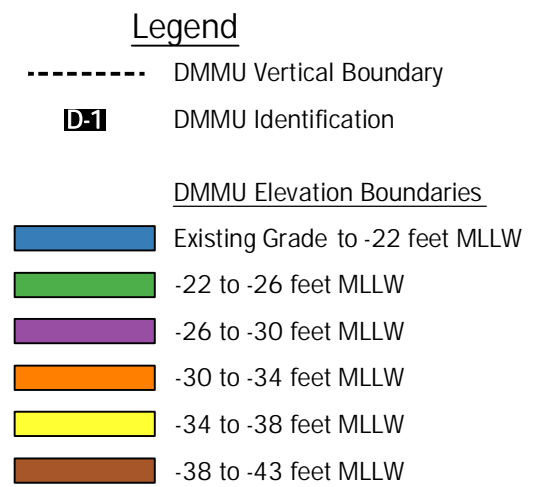 Legend
DMMU Vertical Boundary
D-1 DMMU Identification
DMMU Elevation Boundaries
Existing Grade to -22 feet MLLW
-22 to -26 feet MLLW
-26 to -30 feet MLLW
-30 to -34 feet MLLW
-34 to -38 feet MLLW
-38 to -43 feet MLLW